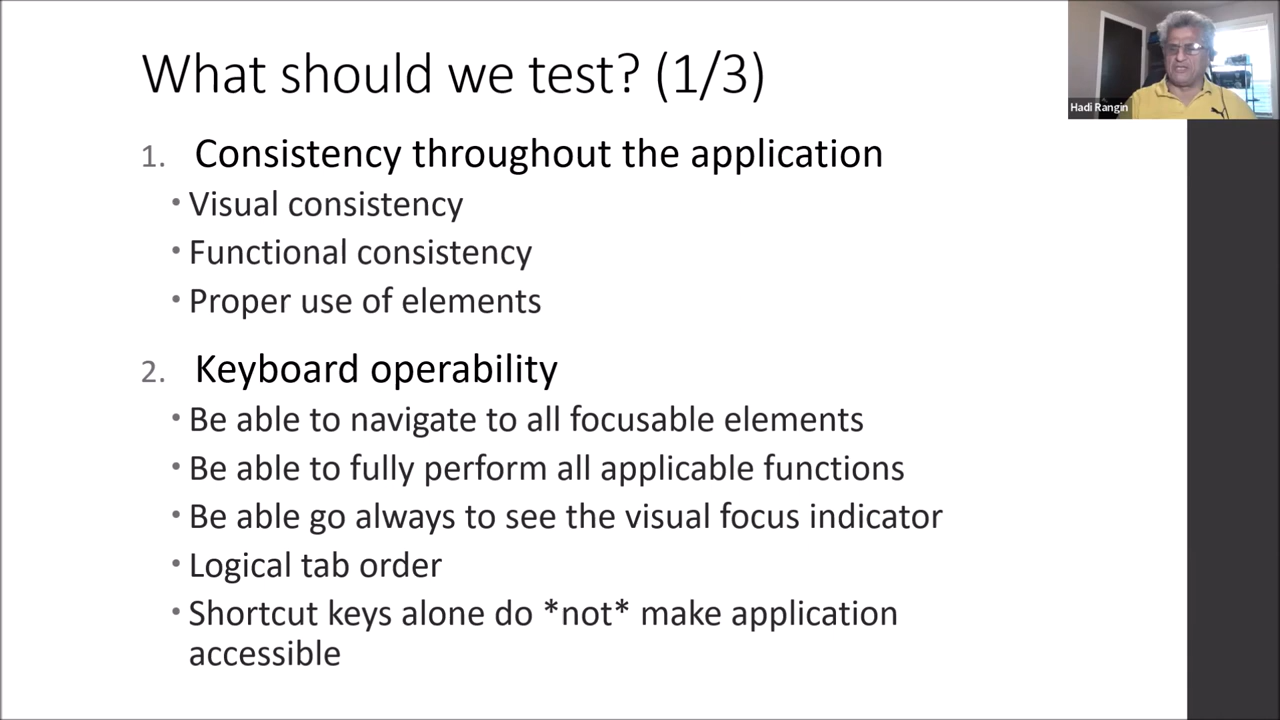 What should we test? (1/3)
Hadi Rangin
1. Consistency throughout the application
• Visual consistency
• Functional consistency
• Proper use of elements
2. Keyboard operability
• Be able to navigate to all focusable elements
• Be able to fully perform all applicable functions
• Be able go always to see the visual focus indicator
• Logical tab order
• Shortcut keys alone do *not* make application
accessible